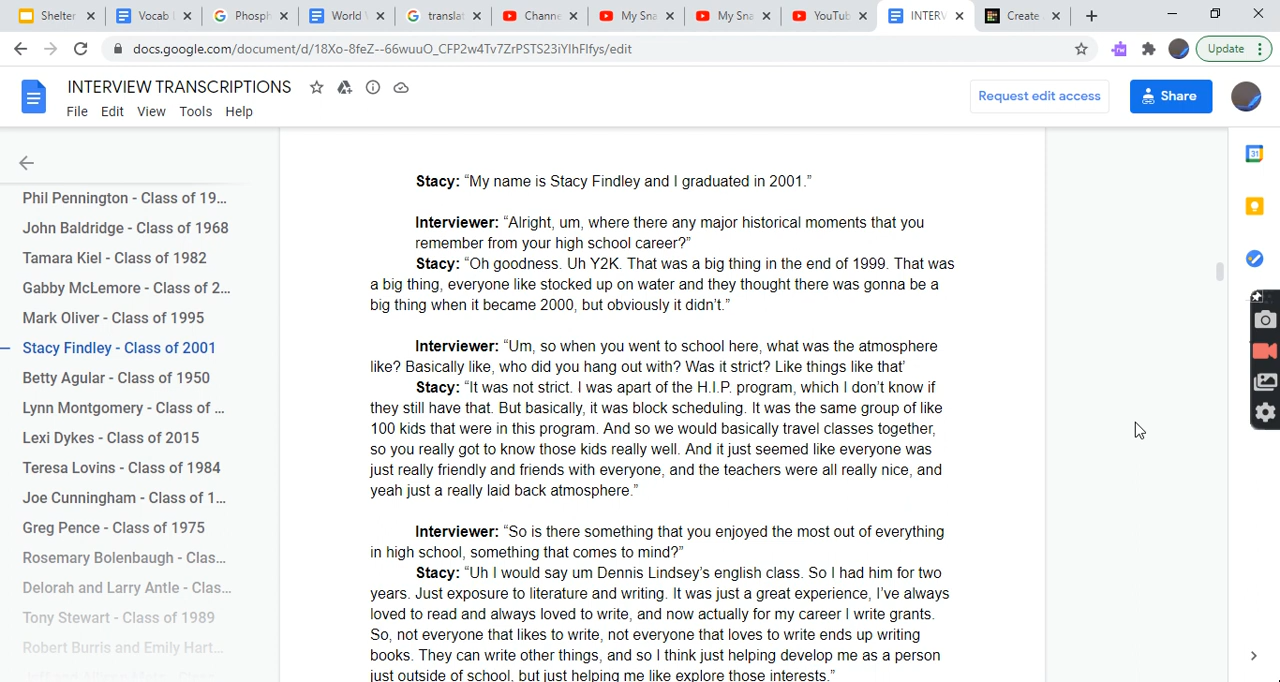 Shelter
Vocab L
Phosph
World W
translat
Channe
My Sna
My Sna
YouTub
INTERV
Create
docs.google.com/document/d/18Xo-8feZ--66wuuO_CFP2w4Tv7ZrPSTS23iYIhFIfys/edit
Update
INTERVIEW TRANSCRIPTIONS
File Edit View Tools Help
Request edit access
Share
31
Phil Pennington - Class of 19...
John Baldridge - Class of 1968
Tamara Kiel - Class of 1982
Gabby McLemore - Class of 2...
Mark Oliver - Class of 1995
Stacy Findley - Class of 2001
Betty Agular - Class of 1950
Lynn Montgomery - Class of ...
Lexi Dykes - Class of 2015
Teresa Lovins - Class of 1984
Joe Cunningham - Class of 1...
Greg Pence - Class of 1975
Rosemary Bolenbaugh - Clas...
Delorah and Larry Antle - Clas...
Tony Stewart - Class of 1989
Robert Burris and Emily Hart...
Stacy: “My name is Stacy Findley and I graduated in 2001.”
Interviewer: “Alright, um, where there any major historical moments that you
remember from your high school career?”
Stacy: “Oh goodness. Uh Y2K. That was a big thing in the end of 1999. That was
a big thing, everyone like stocked up on water and they thought there was gonna be a
big thing when it became 2000, but obviously it didn’t.”
Interviewer: “Um, so when you went to school here, what was the atmosphere
like? Basically like, who did you hang out with? Was it strict? Like things like that’
Stacy: “It was not strict. I was apart of the H.I.P. program, which I don’t know if
they still have that. But basically, it was block scheduling. It was the same group of like
100 kids that were in this program. And so we would basically travel classes together,
so you really got to know those kids really well. And it just seemed like everyone was
just really friendly and friends with everyone, and the teachers were all really nice, and
yeah just a really laid back atmosphere.”
Interviewer: “So is there something that you enjoyed the most out of everything
in high school, something that comes to mind?”
Stacy: “Uh I would say um Dennis Lindsey’s english class. So I had him for two
years. Just exposure to literature and writing. It was just a great experience, I’ve always
loved to read and always loved to write, and now actually for my career I write grants.
So, not everyone that likes to write, not everyone that loves to write ends up writing
books. They can write other things, and so I think just helping develop me as a person
just outside of school, but just helping me like explore those interests.”